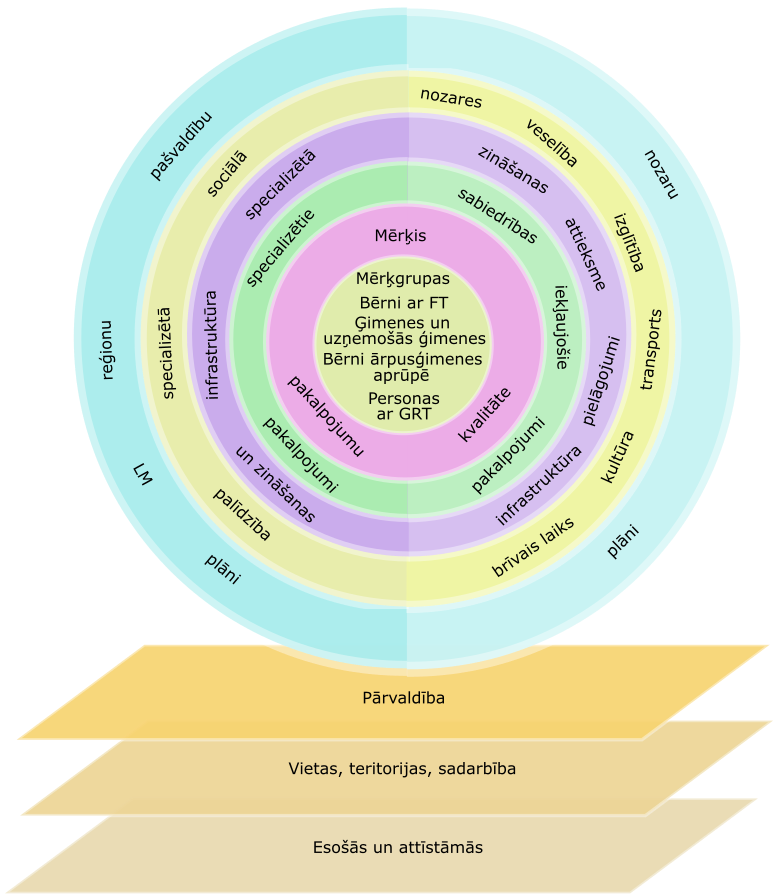 Mērķis
Mērķgrupas
Bērni ar FT
Ģimenes un
uzņemošās ģimenes
Bērni ārpusģimenes
aprūpē
Personas
ar GRT
pakalpojumu
kvalitāte
specializētie
pakalpojumi
sabiedrības
iekļaujošie
pakalpojumi
specializētā
infrastruktūra
un zināšanas
zināšanas
attieksme
pielāgojumi
infrastruktūra
sociālā
specializētā
palīdzība
nozares
veselība
izglītība
transports
kultūra
brīvais laiks
pašvaldību
reģionu
LM
plāni
nozaru
plāni
Pārvaldība
Vietas, teritorijas, sadarbība
Esošās un attīstāmās